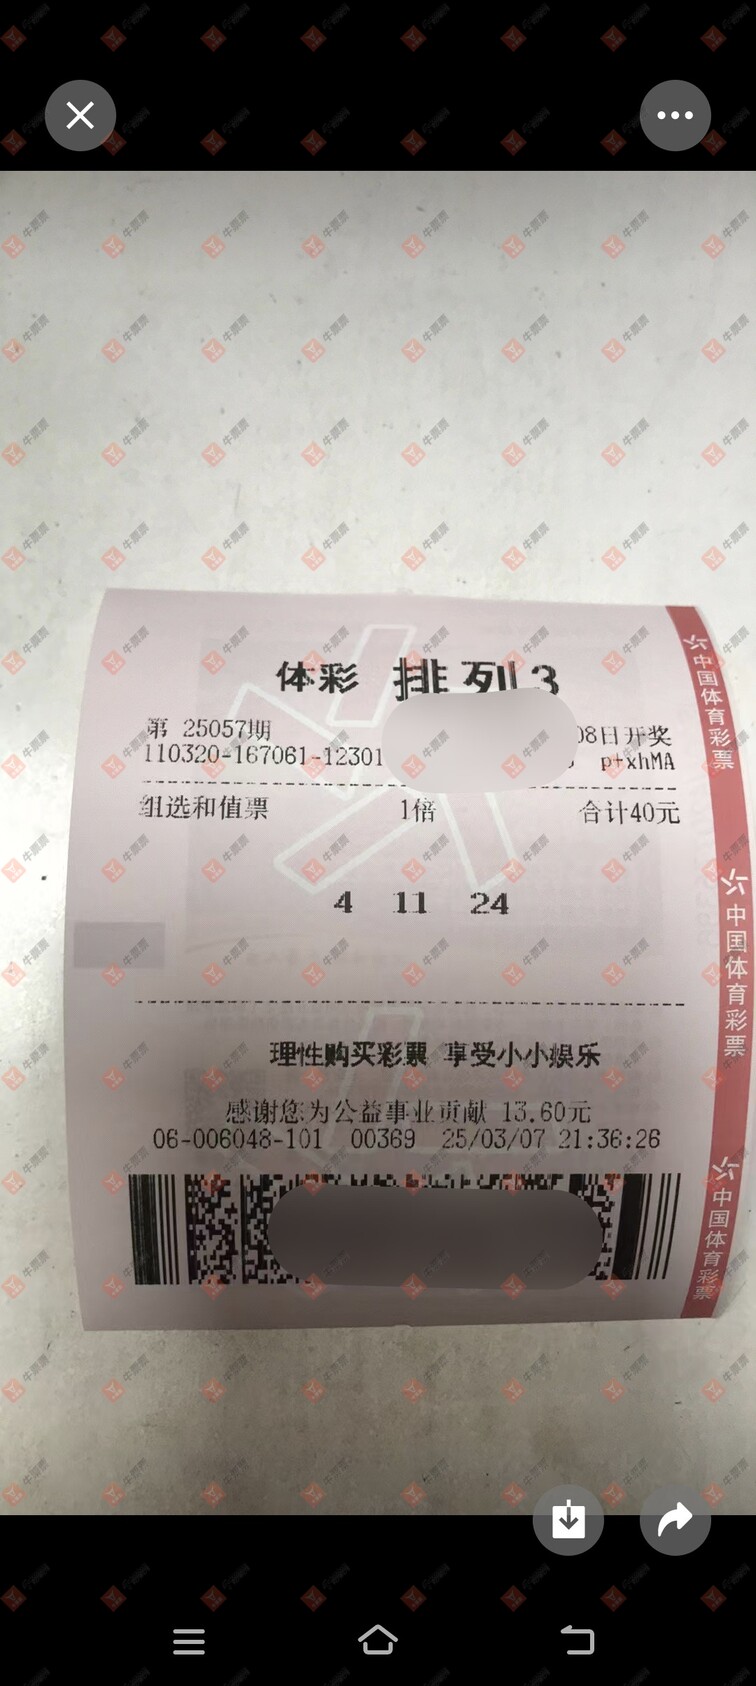 体彩 排列3
第 25057期 08日开奖
110320-167061-12301 p+xhMA
组选和值票 1倍 合计40元
4 11 24
理性购买彩票 享受小小娱乐
感谢您为公益事业贡献 13.60元
06-006048-101 00369 25/03/07 21:36:26
中国体育彩票
中国体育彩票
中国体育彩票
牛票票